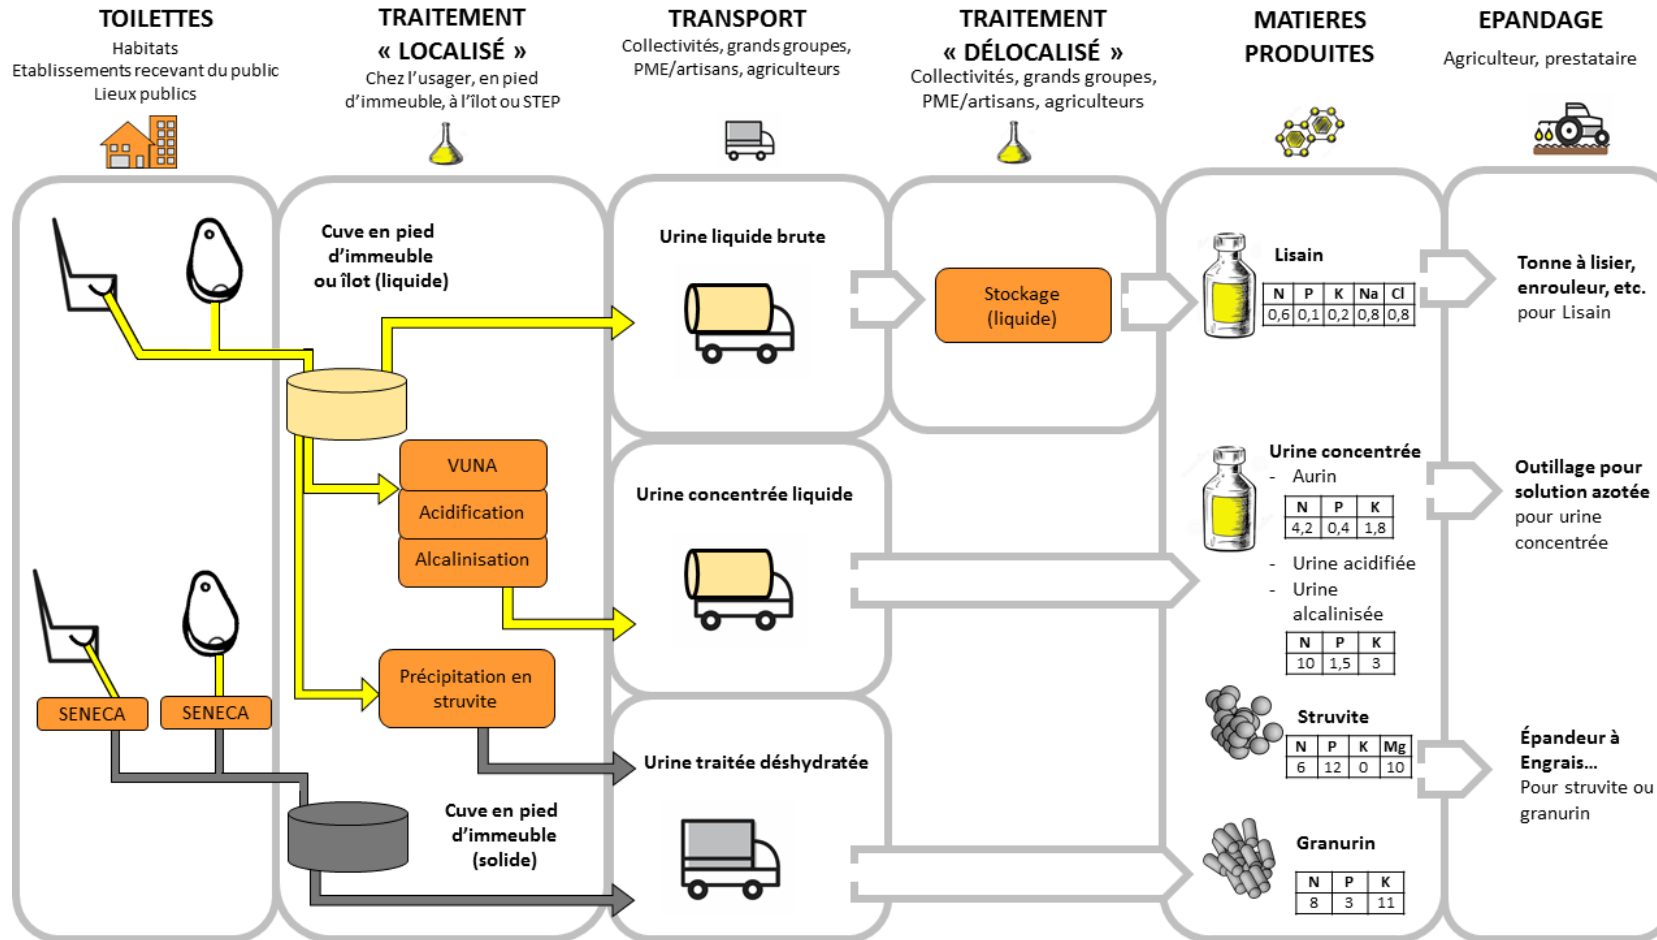 TOILETTES
Habitats
Etablissements recevant du public
Lieux publics
TRAITEMENT
« LOCALISÉ »
Chez l’usager, en pied
d’immeuble, à l’îlot ou STEP
TRANSPORT
Collectivités, grands groupes,
PME/artisans, agriculteurs
TRAITEMENT
« DÉLOCALISÉ »
Collectivités, grands groupes,
PME/artisans, agriculteurs
MATIERES
PRODUITES
EPANDAGE
Agriculteur, prestataire
SENECA
SENECA
Cuve en pied
d’immeuble
ou îlot (liquide)
VUNA
Acidification
Alcalinisation
Précipitation en
struvite
Cuve en pied
d’immeuble
(solide)
Urine liquide brute
Urine concentrée liquide
Urine traitée déshydratée
Stockage
(liquide)
Lisain
N P K Na Cl
0,6 0,1 0,2 0,8 0,8
Urine concentrée
- Aurin
N P K
4,2 0,4 1,8
- Urine acidifiée
- Urine
alcalinisée
N P K
10 1,5 3
Struvite
N P K Mg
6 12 0 10
Granurin
N P K
8 3 11
Tonne à lisier,
enrouleur, etc.
pour Lisain
Outillage pour
solution azotée
pour urine
concentrée
Épandeur à
Engrais...
Pour struvite ou
granurin